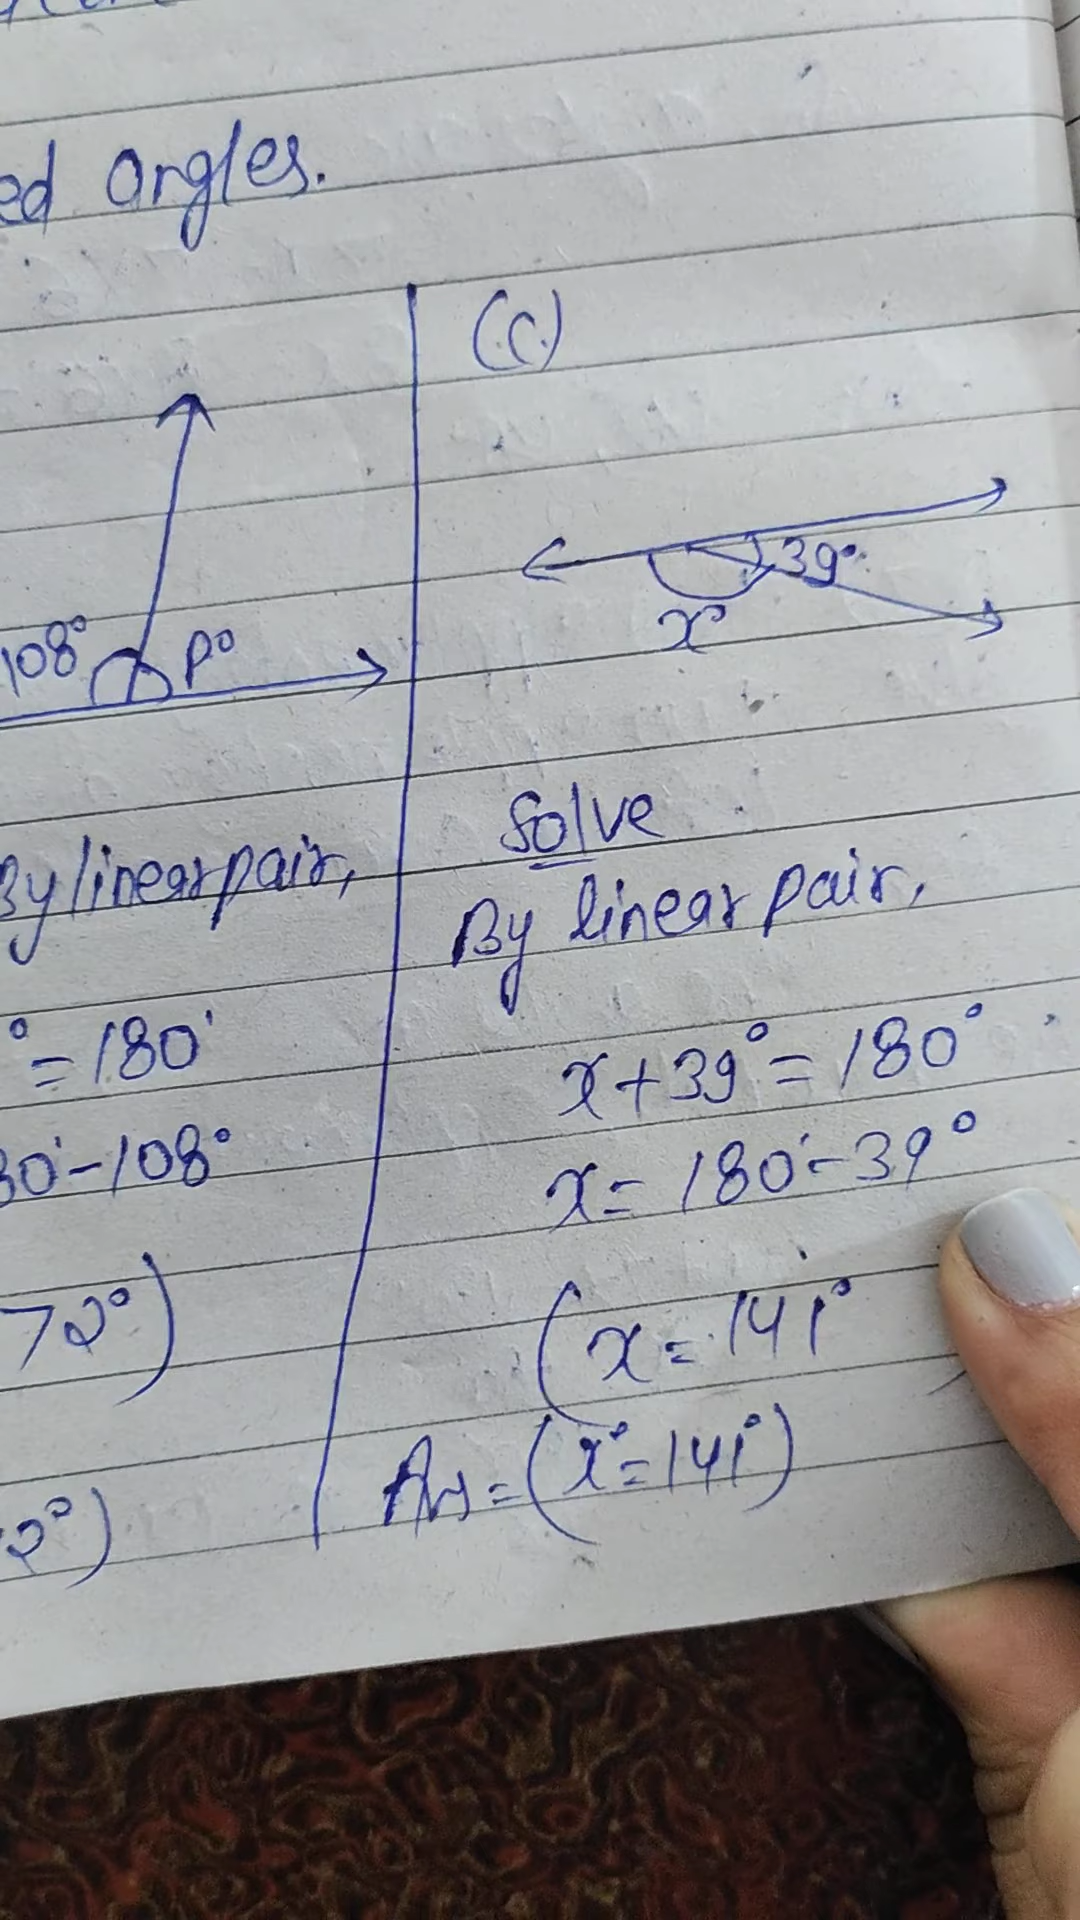 ed angles.
108° P°
By linear pair,
° = 180°
80° - 108°
72°)
2°)
(C)
39°
x°
Solve
By linear pair,
x + 39° = 180°
x = 180° - 39°
(x = 141°
Ans = (x° = 141°)